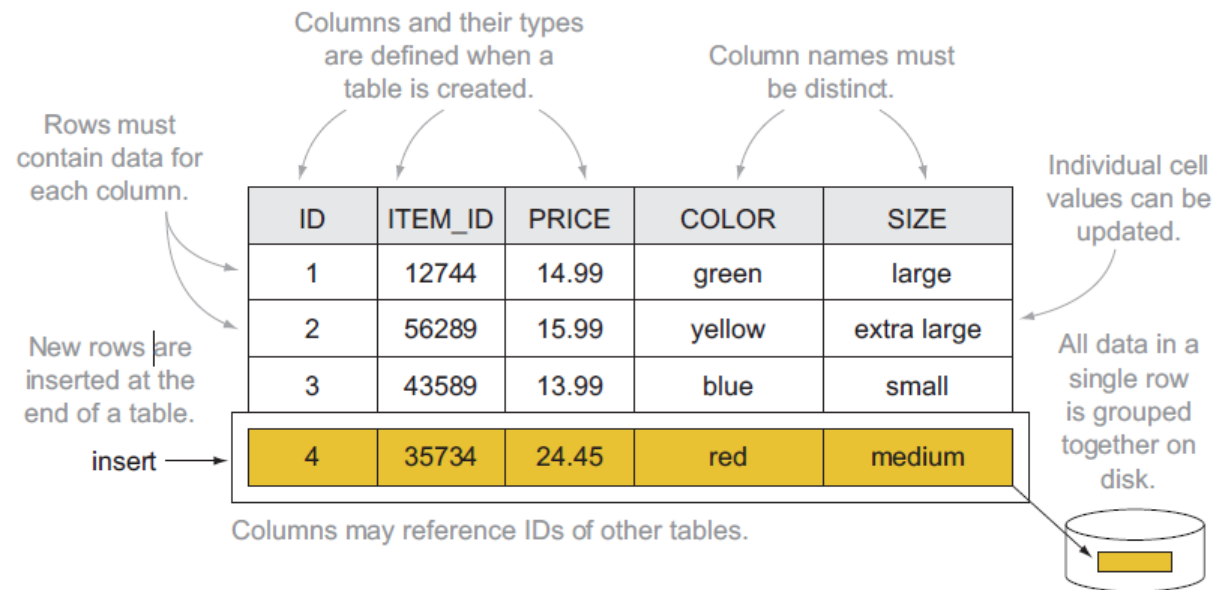 Columns and their types
are defined when a
table is created.
Column names must
be distinct.
Rows must
contain data for
each column.
Individual cell
values can be
updated.
ID ITEM_ID PRICE COLOR SIZE
1 12744 14.99 green large
2 56289 15.99 yellow extra large
3 43589 13.99 blue small
New rows are
inserted at the
end of a table.
All data in a
single row
is grouped
together on
disk.
insert
4 35734 24.45 red medium
Columns may reference IDs of other tables.